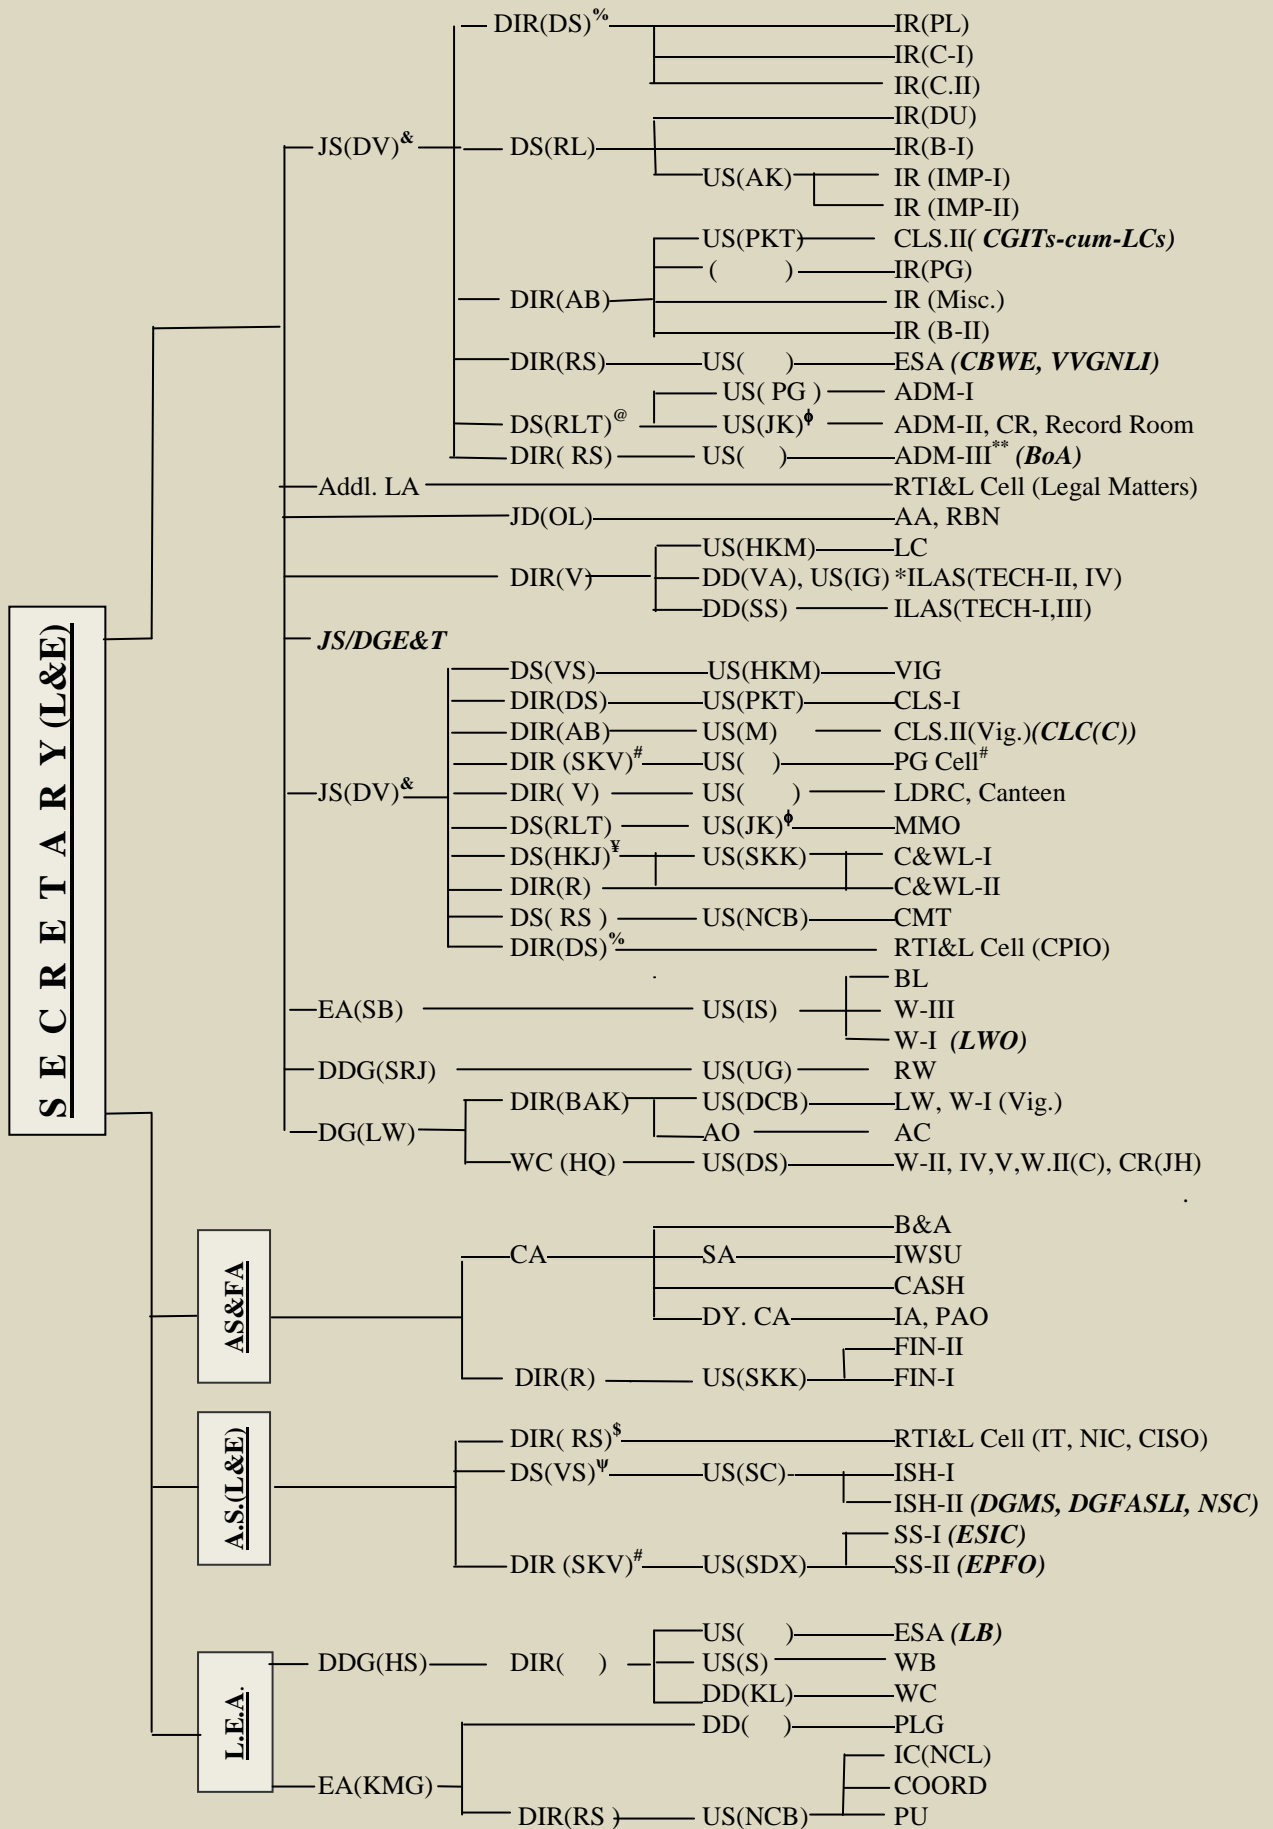 DIR(DS)% IR(PL)
IR(C-I)
IR(C.II)
IR(DU)
JS(DV)& DS(RL) IR(B-I)
US(AK) IR (IMP-I)
IR (IMP-II)
US(PKT) CLS.II( CGITs-cum-LCs)
( ) IR(PG)
DIR(AB) IR (Misc.)
IR (B-II)
DIR(RS) US( ) ESA (CBWE, VVGNLI)
US( PG ) ADM-I
DS(RLT)@ US(JK)ϕ ADM-II, CR, Record Room
DIR( RS) US( ) ADM-III** (BoA)
Addl. LA RTI&L Cell (Legal Matters)
JD(OL) AA, RBN
US(HKM) LC
DIR(V) DD(VA), US(IG) *ILAS(TECH-II, IV)
DD(SS) ILAS(TECH-I,III)
JS/DGE&T
S E C R E T A R Y (L&E)
DS(VS) US(HKM) VIG
DIR(DS) US(PKT) CLS-I
DIR(AB) US(M) CLS.II(Vig.)(CLC(C))
DIR (SKV)# US( ) PG Cell#
JS(DV)& DIR( V) US( ) LDRC, Canteen
DS(RLT) US(JK)ϕ MMO
DS(HKJ)¥ US(SKK) C&WL-I
DIR(R) C&WL-II
DS( RS ) US(NCB) CMT
DIR(DS)% RTI&L Cell (CPIO)
BL
EA(SB) US(IS) W-III
W-I (LWO)
DDG(SRJ) US(UG) RW
DIR(BAK) US(DCB) LW, W-I (Vig.)
DG(LW) AO AC
WC (HQ) US(DS) W-II, IV,V,W.II(C), CR(JH)
B&A
CA SA IWSU
CASH
AS&FA
DY. CA IA, PAO
FIN-II
DIR(R) US(SKK) FIN-I
DIR( RS)$ RTI&L Cell (IT, NIC, CISO)
DS(VS)Ψ US(SC) ISH-I
A.S.(L&E)
ISH-II (DGMS, DGFASLI, NSC)
SS-I (ESIC)
DIR (SKV)# US(SDX) SS-II (EPFO)
US( ) ESA (LB)
DDG(HS) DIR( ) US(S) WB
DD(KL) WC
L.E.A.
DD( ) PLG
IC(NCL)
EA(KMG) COORD
DIR(RS ) US(NCB) PU